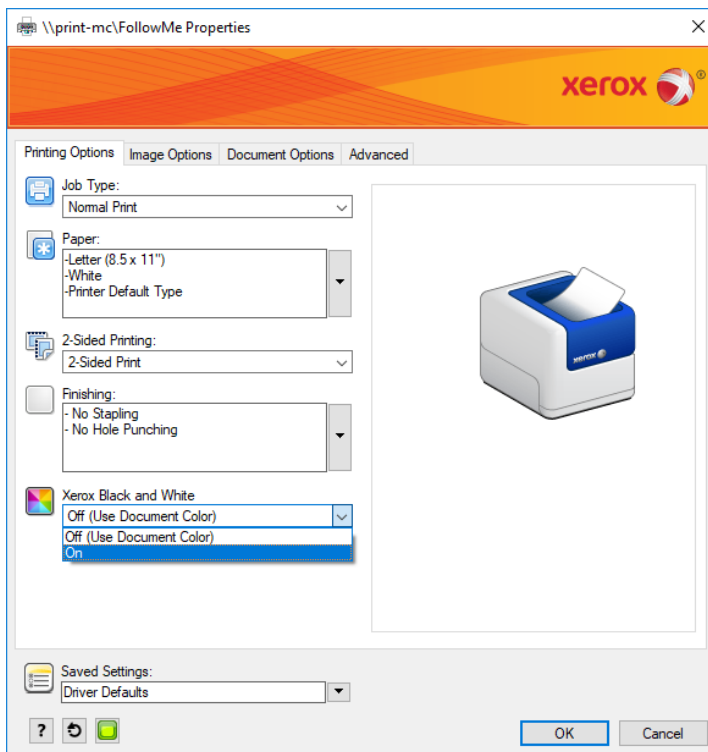 \\print-mc\FollowMe Properties
xerox
®
Printing Options Image Options Document Options Advanced
Job Type:
Normal Print
Paper:
-Letter (8.5 x 11")
-White
-Printer Default Type
2-Sided Printing:
2-Sided Print
Finishing:
- No Stapling
- No Hole Punching
Xerox Black and White
Off (Use Document Color)
Off (Use Document Color)
On
xerox
Saved Settings:
Driver Defaults
?
OK Cancel